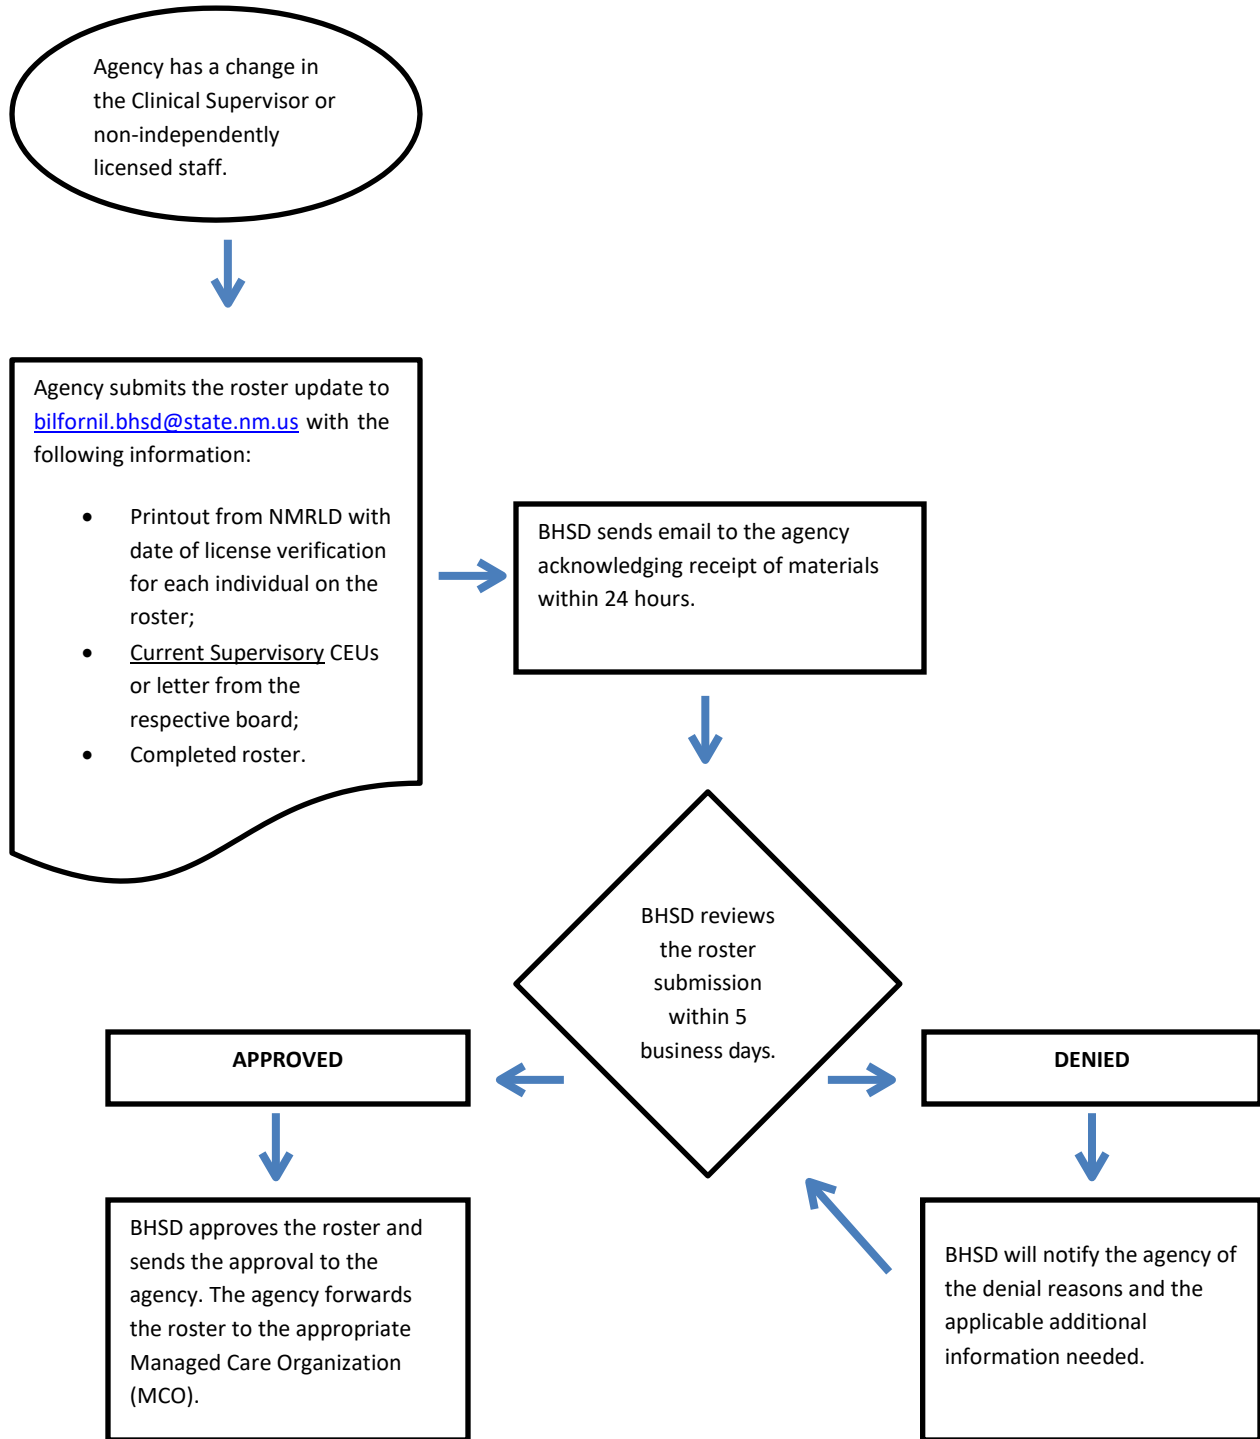 Agency has a change in
the Clinical Supervisor or
non-independently
licensed staff.
Agency submits the roster update to
bilfornil.bhsd@state.nm.us with the
following information:
• Printout from NMRLD with
date of license verification
for each individual on the
roster;
• Current Supervisory CEUs
or letter from the
respective board;
• Completed roster.
BHSD sends email to the agency
acknowledging receipt of materials
within 24 hours.
BHSD reviews
the roster
submission
within 5
business days.
APPROVED
DENIED
BHSD approves the roster and
sends the approval to the
agency. The agency forwards
the roster to the appropriate
Managed Care Organization
(MCO).
BHSD will notify the agency of
the denial reasons and the
applicable additional
information needed.